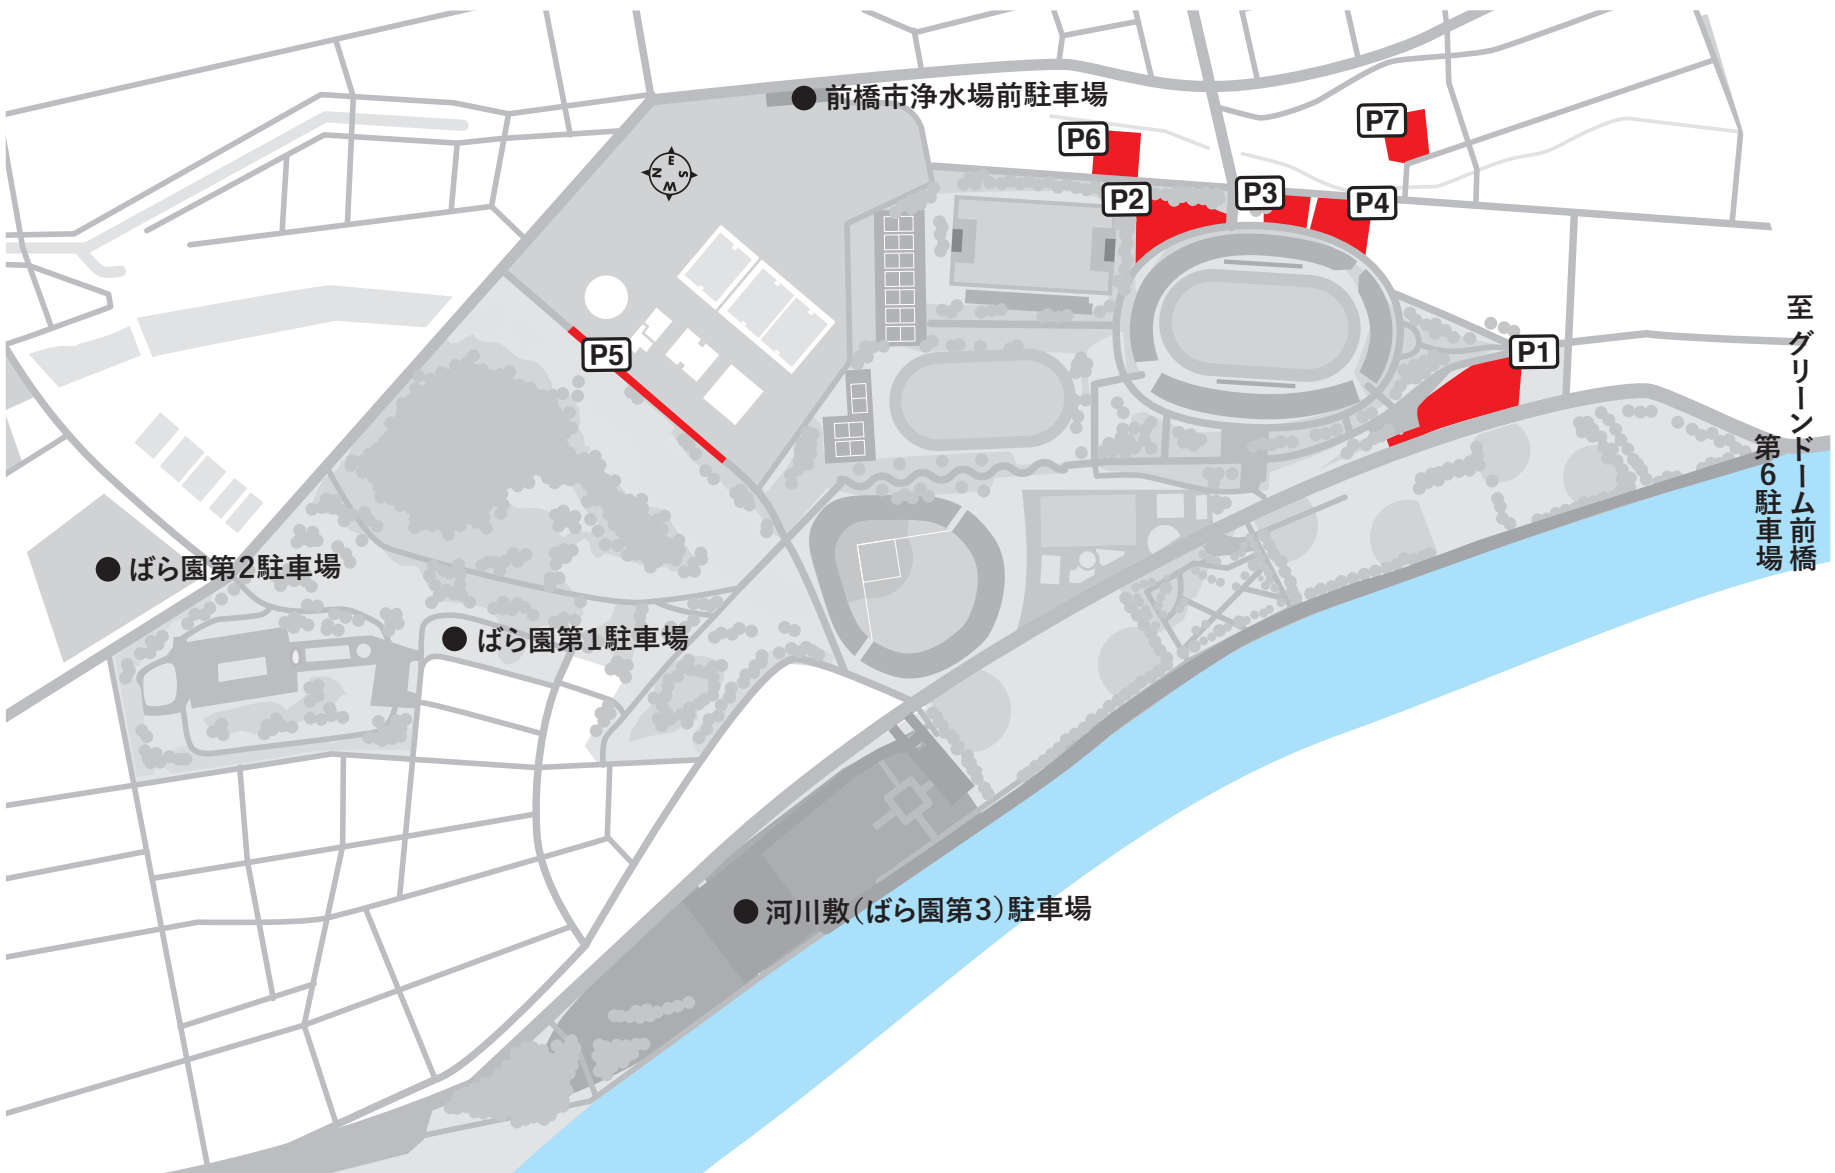 前橋市浄水場前駐車場
P6
P7
E
N
S
W
P2
P3
P4
P5
P1
至 グリーンドーム前橋
第6駐車場
ばら園第2駐車場
ばら園第1駐車場
河川敷(ばら園第3)駐車場